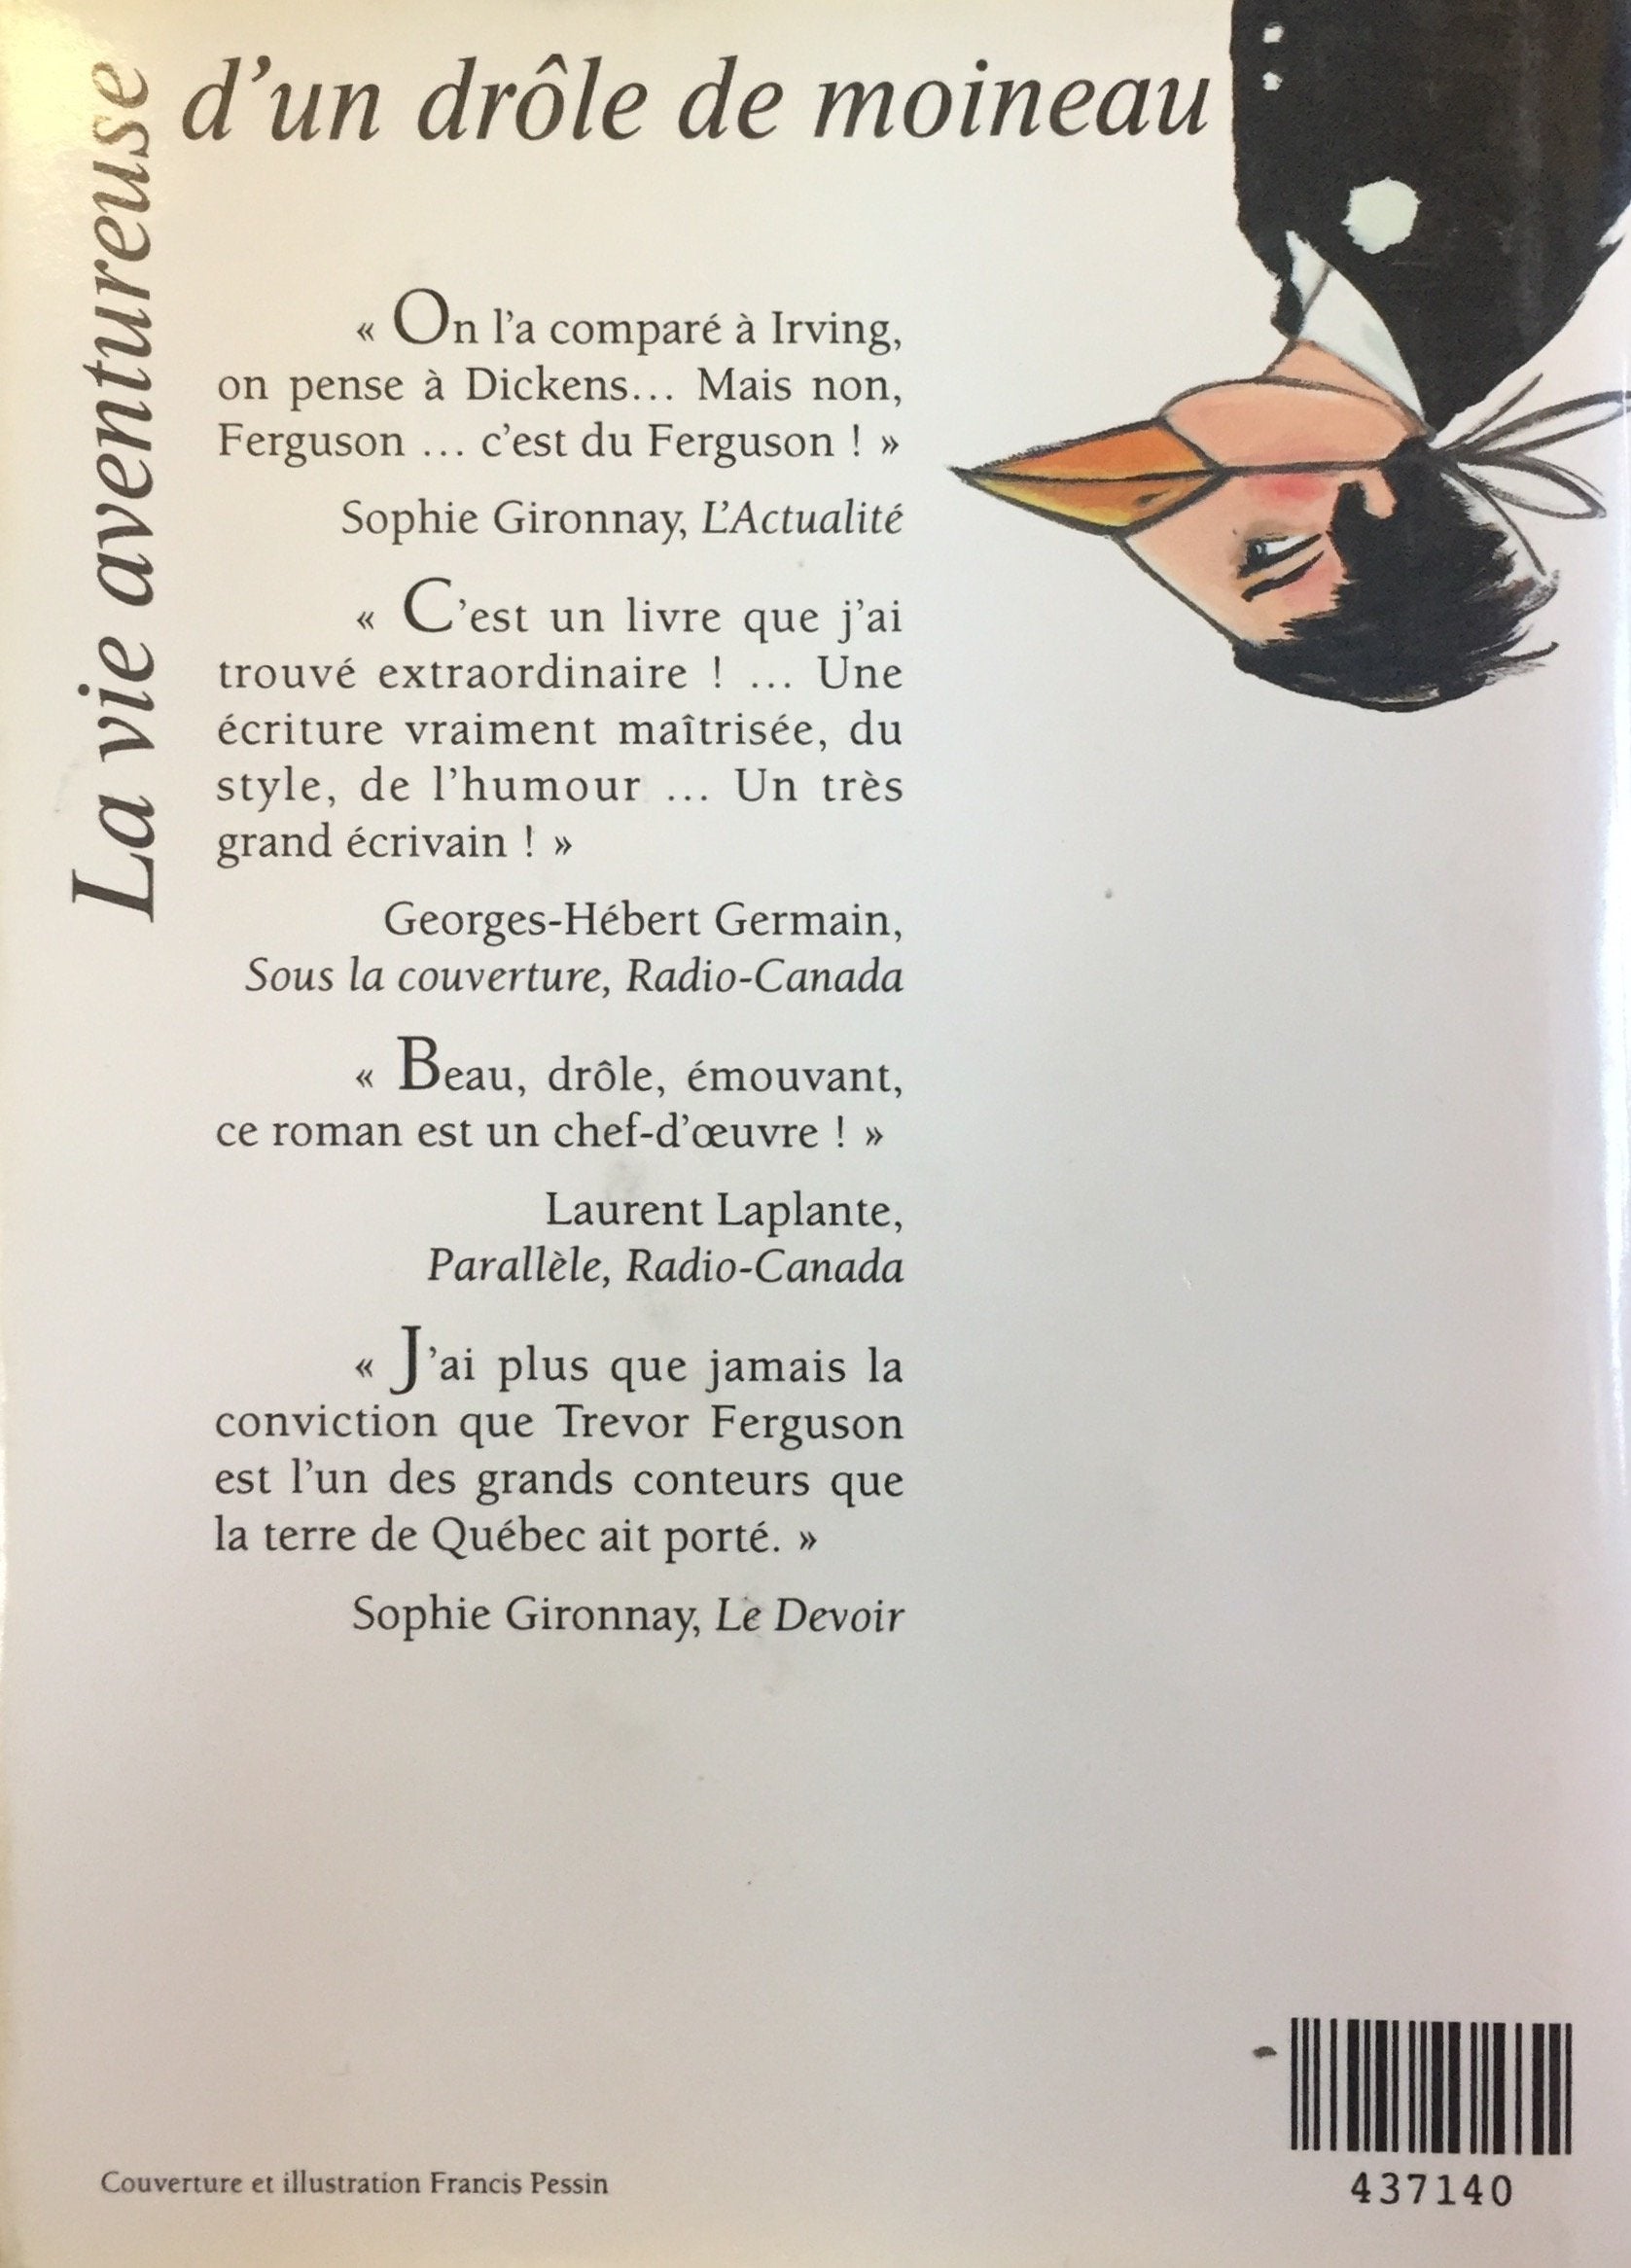 La vie aventureuse
d'un drôle de moineau
« On l'a comparé à Irving,
on pense à Dickens... Mais non,
Ferguson ... c'est du Ferguson ! »
Sophie Gironnay, L'Actualité
« C'est un livre que j'ai
trouvé extraordinaire ! ... Une
écriture vraiment maîtrisée, du
style, de l'humour ... Un très
grand écrivain ! »
Georges-Hébert Germain,
Sous la couverture, Radio-Canada
« Beau, drôle, émouvant,
ce roman est un chef-d'œuvre ! »
Laurent Laplante,
Parallèle, Radio-Canada
« J'ai plus que jamais la
conviction que Trevor Ferguson
est l'un des grands conteurs que
la terre de Québec ait porté. »
Sophie Gironnay, Le Devoir
Couverture et illustration Francis Pessin
437140